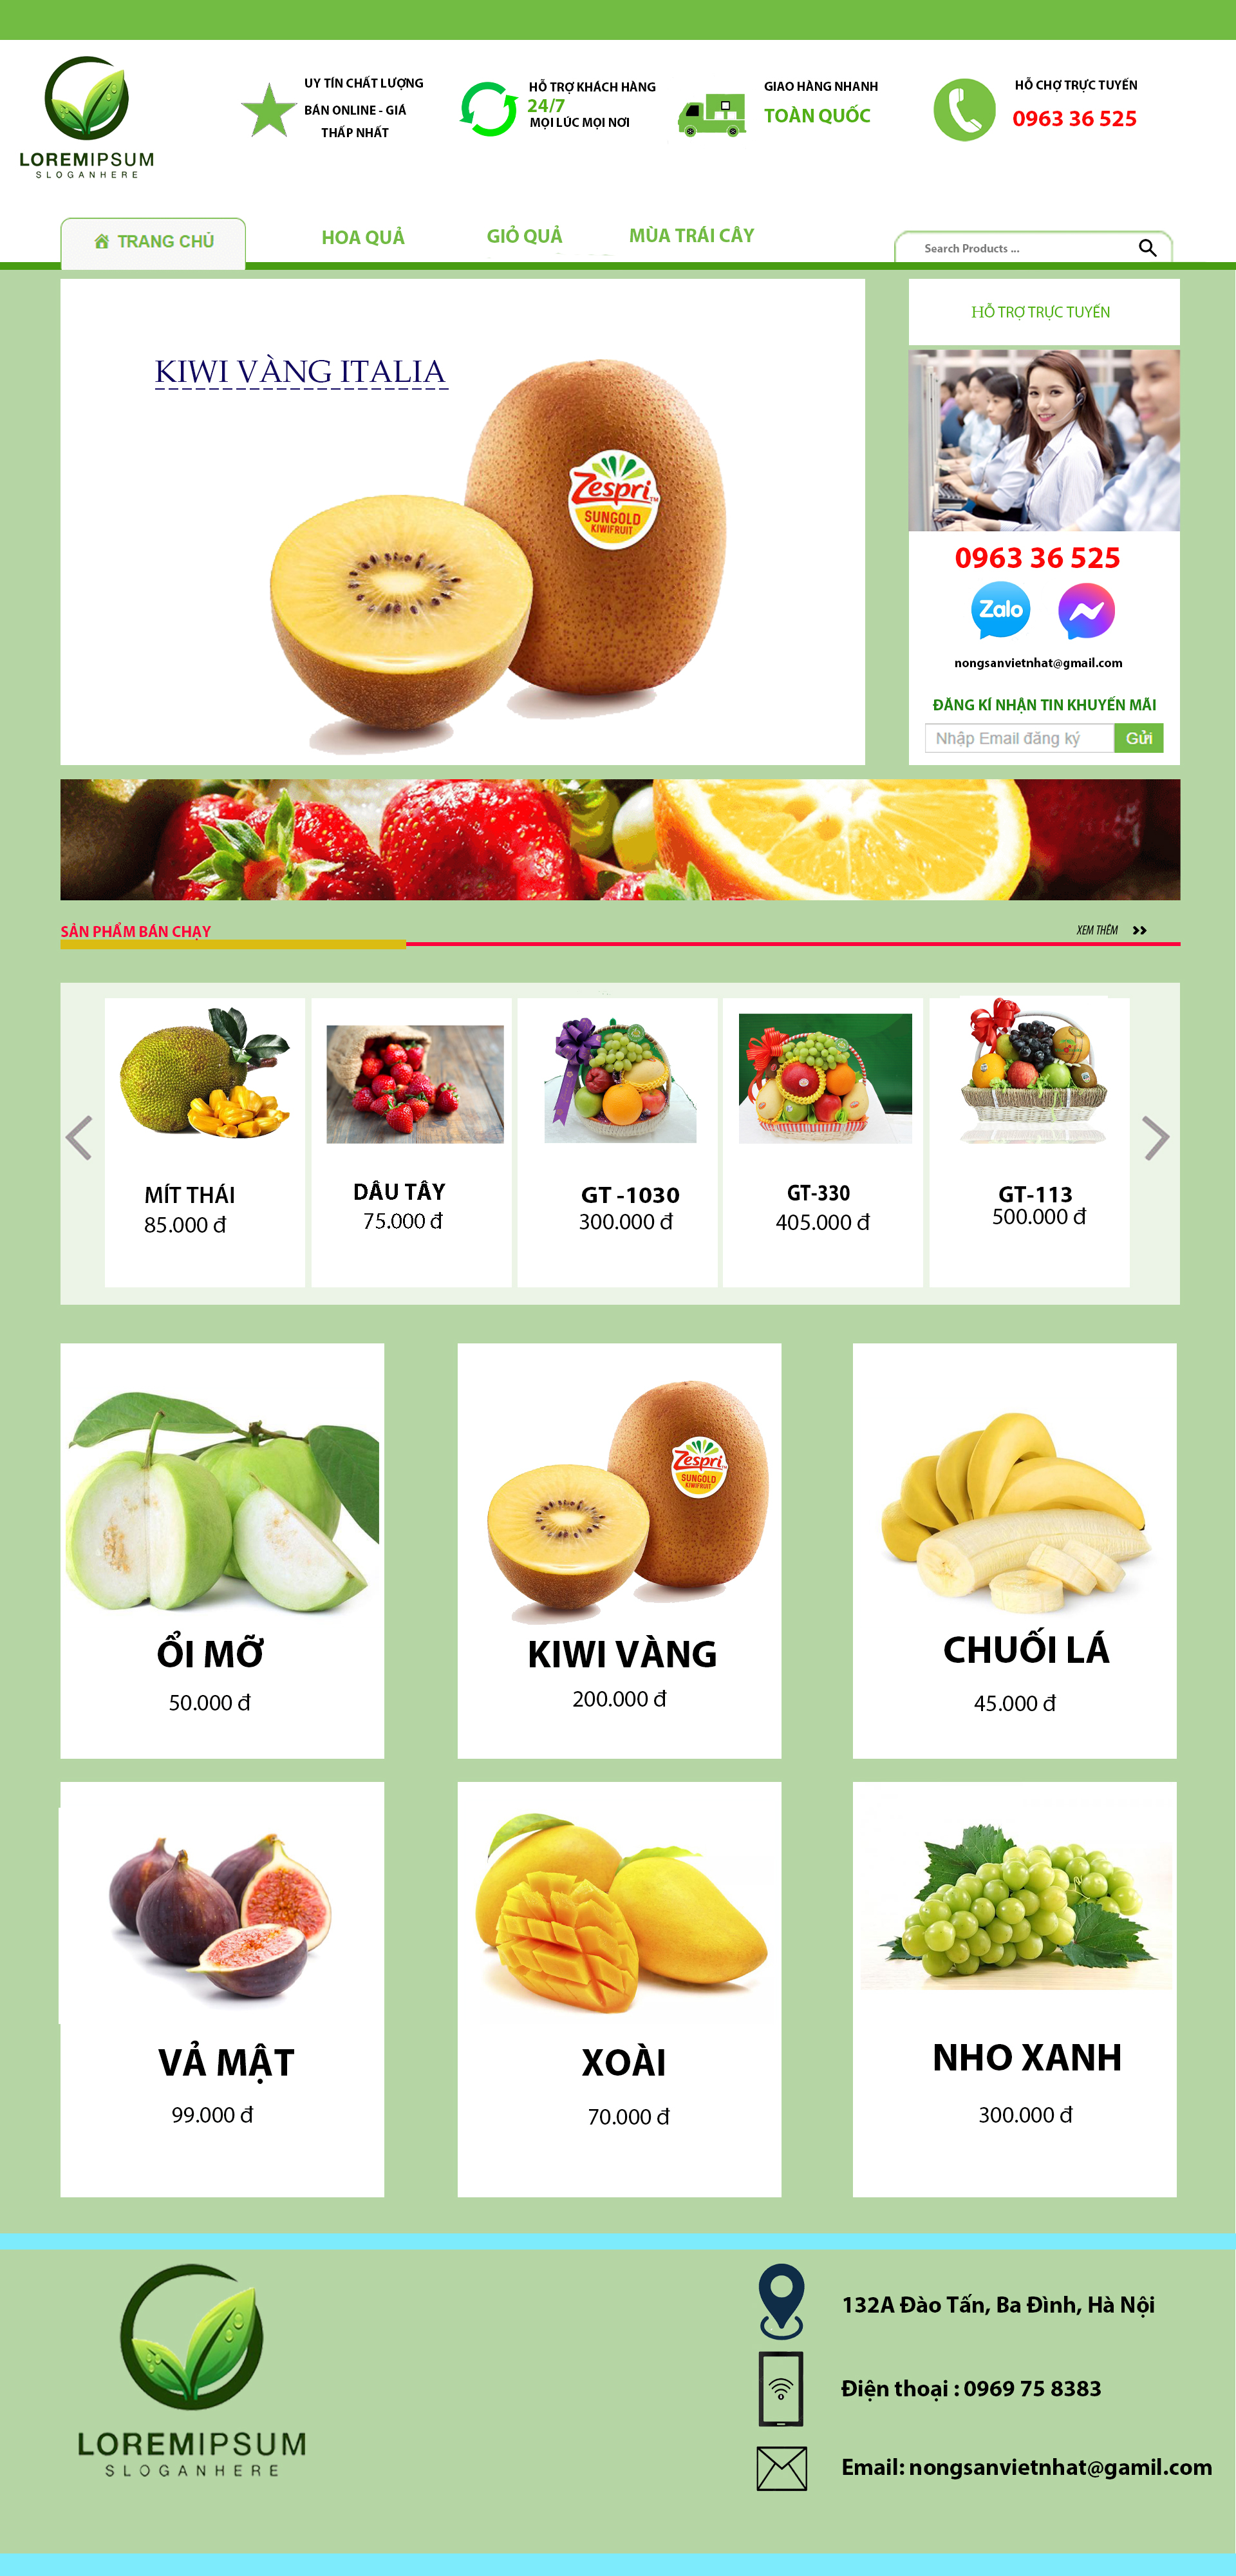 LOREMIPSUM
SLOGANHERE
UY TÍN CHẤT LƯỢNG
BÁN ONLINE - GIÁ
THẤP NHẤT
HỖ TRỢ KHÁCH HÀNG
24/7
MỌI LÚC MỌI NƠI
GIAO HÀNG NHANH
TOÀN QUỐC
HỖ CHỢ TRỰC TUYẾN
0963 36 525
TRANG CHỦ
HOA QUẢ
GIỎ QUẢ
MÙA TRÁI CÂY
Search Products ...
KIWI VÀNG ITALIA
Zespri
SUNGOLD
KIWIFRUIT
HỖ TRỢ TRỰC TUYẾN
0963 36 525
Zalo
nongsanvietnhat@gmail.com
ĐĂNG KÍ NHẬN TIN KHUYẾN MÃI
Nhập Email đăng ký
Gửi
SẢN PHẨM BÁN CHẠY
XEM THÊM
MÍT THÁI
85.000 đ
DÂU TÂY
75.000 đ
GT -1030
300.000 đ
GT-330
405.000 đ
GT-113
500.000 đ
ỔI MỠ
50.000 đ
Zespri
SUNGOLD
KIWIFRUIT
KIWI VÀNG
200.000 đ
CHUỐI LÁ
45.000 đ
VẢ MẬT
99.000 đ
XOÀI
70.000 đ
NHO XANH
300.000 đ
LOREMIPSUM
SLOGANHERE
132A Đào Tấn, Ba Đình, Hà Nội
Điện thoại : 0969 75 8383
Email: nongsanvietnhat@gamil.com